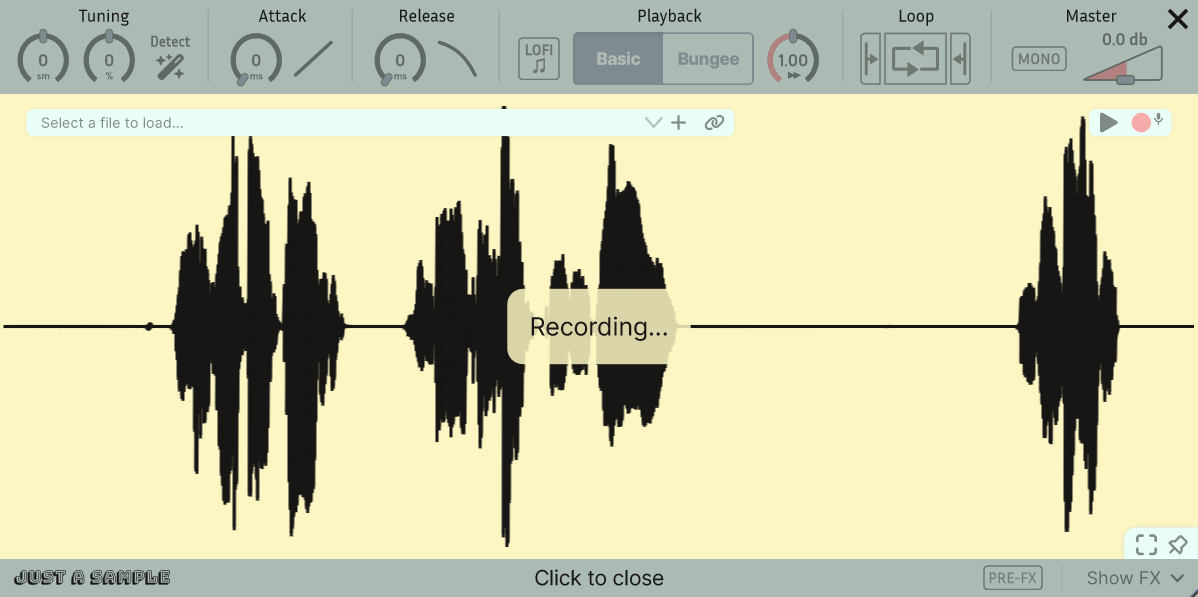 Tuning
Attack
Release
Playback
Loop
Master
0
sm
0
%
Detect
0
ms
0
ms
LOFI
Basic
Bungee
1.00
MONO
0.0 db
Select a file to load...
Recording...
JUST A SAMPLE
Click to close
PRE-FX
Show FX